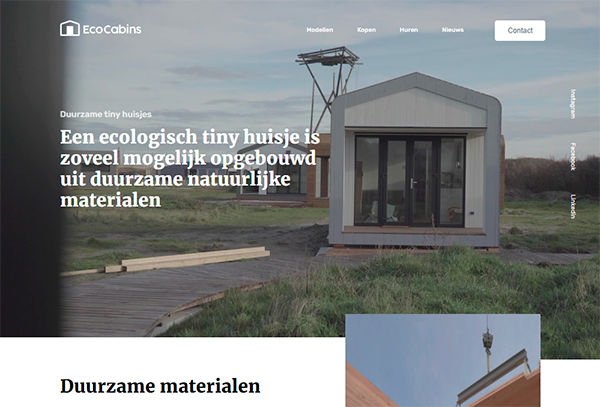 EcoCabins
Modellen
Kopen
Huren
Nieuws
Contact
Instagram
Facebook
Linkedin
Duurzame tiny huisjes
Een ecologisch tiny huisje is
zoveel mogelijk opgebouwd
uit duurzame natuurlijke
materialen
Duurzame materialen